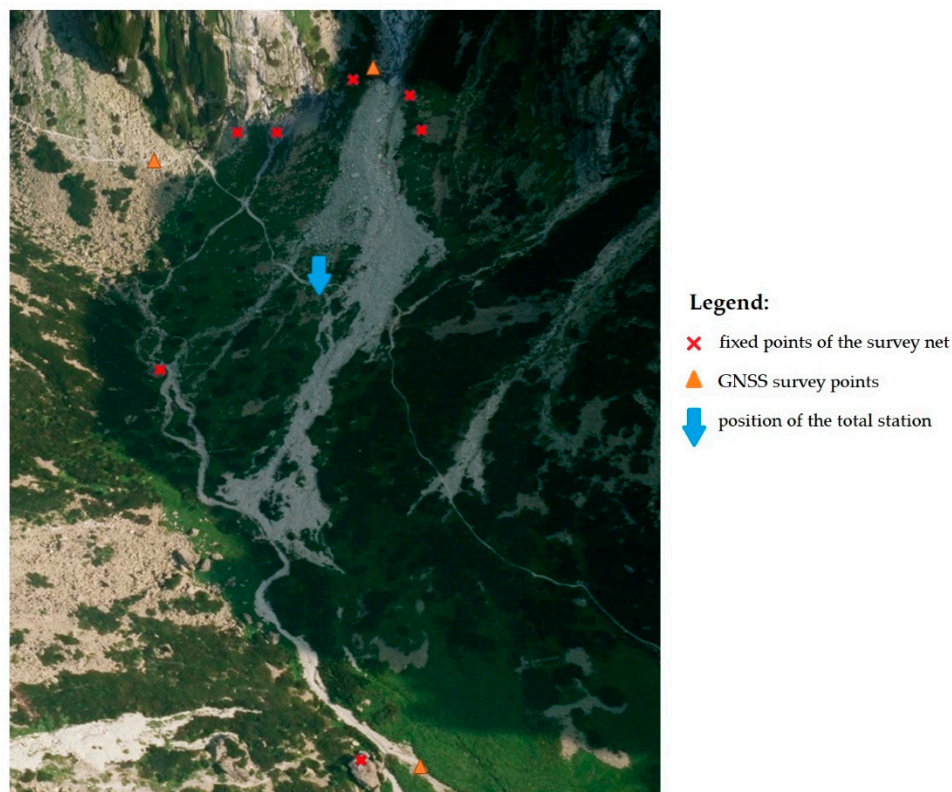 Legend:
fixed points of the survey net
GNSS survey points
position of the total station